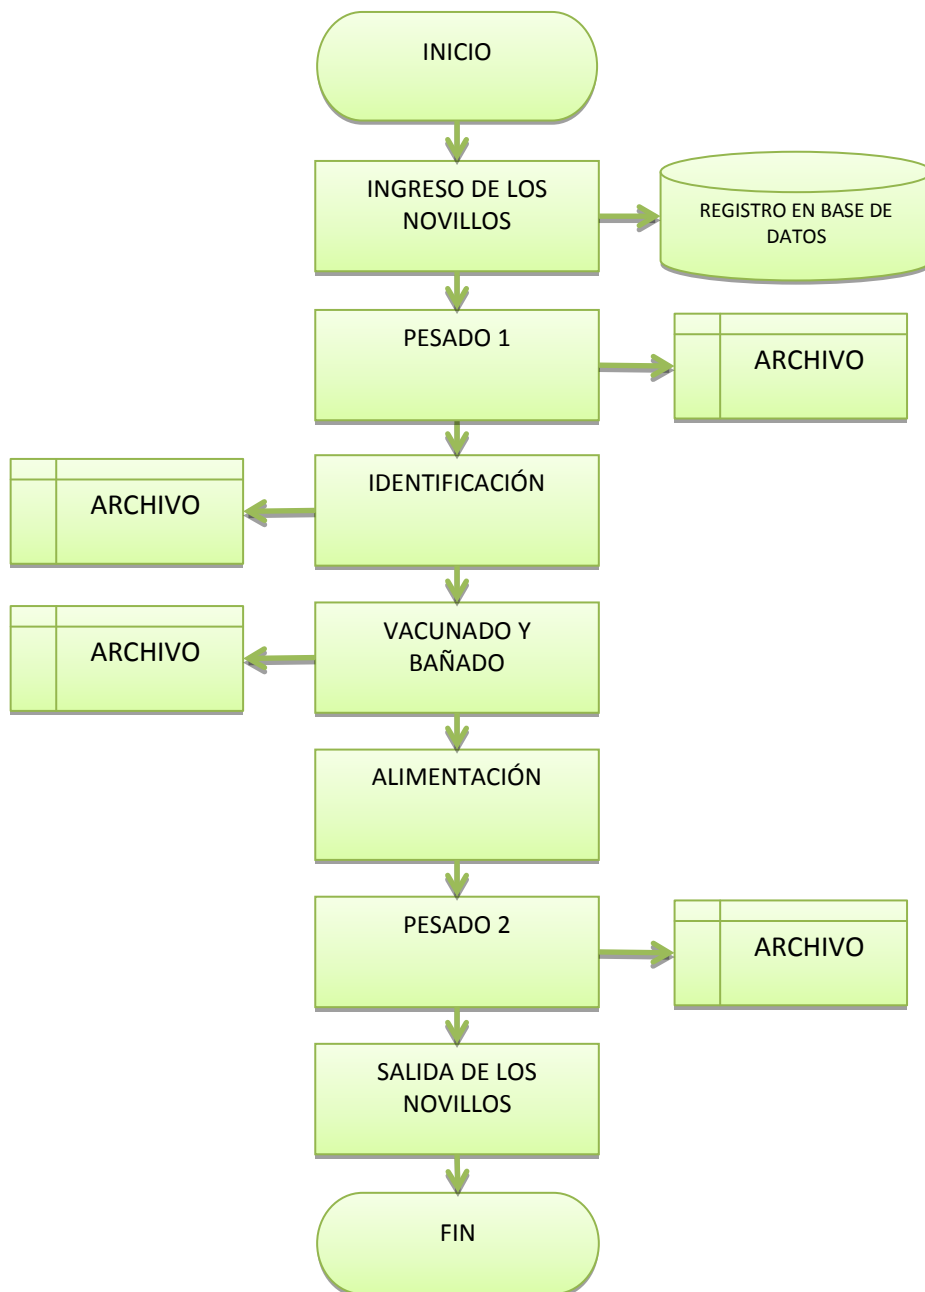 INICIO
INGRESO DE LOS
NOVILLOS
REGISTRO EN BASE DE
DATOS
PESADO 1
ARCHIVO
IDENTIFICACIÓN
ARCHIVO
VACUNADO Y
BAÑADO
ARCHIVO
ALIMENTACIÓN
PESADO 2
ARCHIVO
SALIDA DE LOS
NOVILLOS
FIN